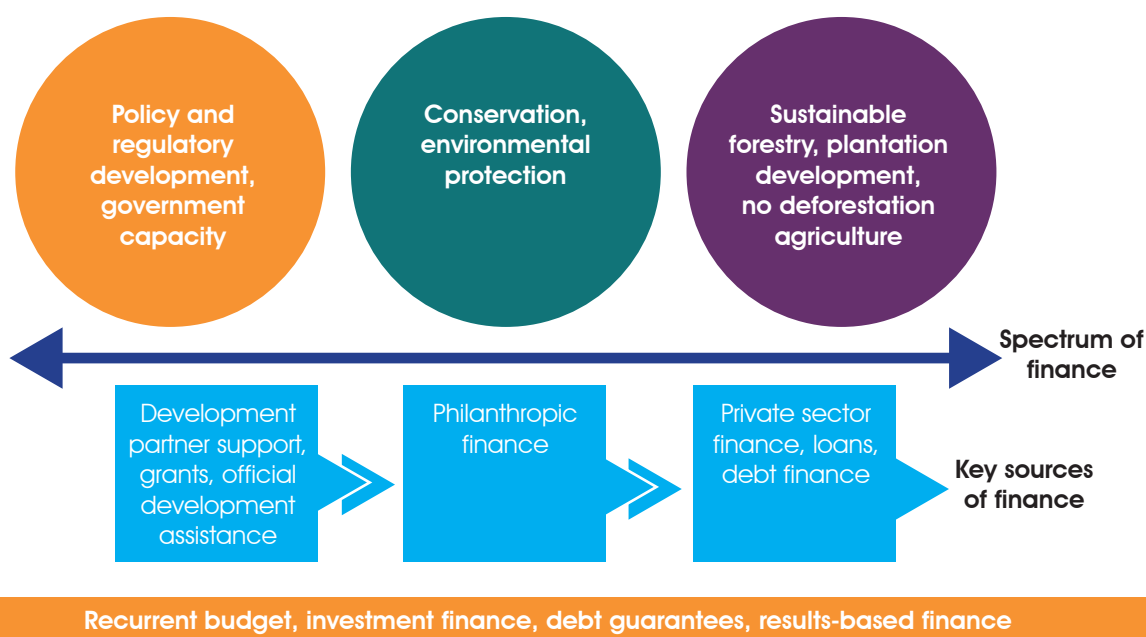 Policy and
regulatory
development,
government
capacity
Conservation,
environmental
protection
Sustainable
forestry, plantation
development,
no deforestation
agriculture
Spectrum of
finance
Development
partner support,
grants, official
development
assistance
Philanthropic
finance
Private sector
finance, loans,
debt finance
Key sources
of finance
Recurrent budget, investment finance, debt guarantees, results-based finance